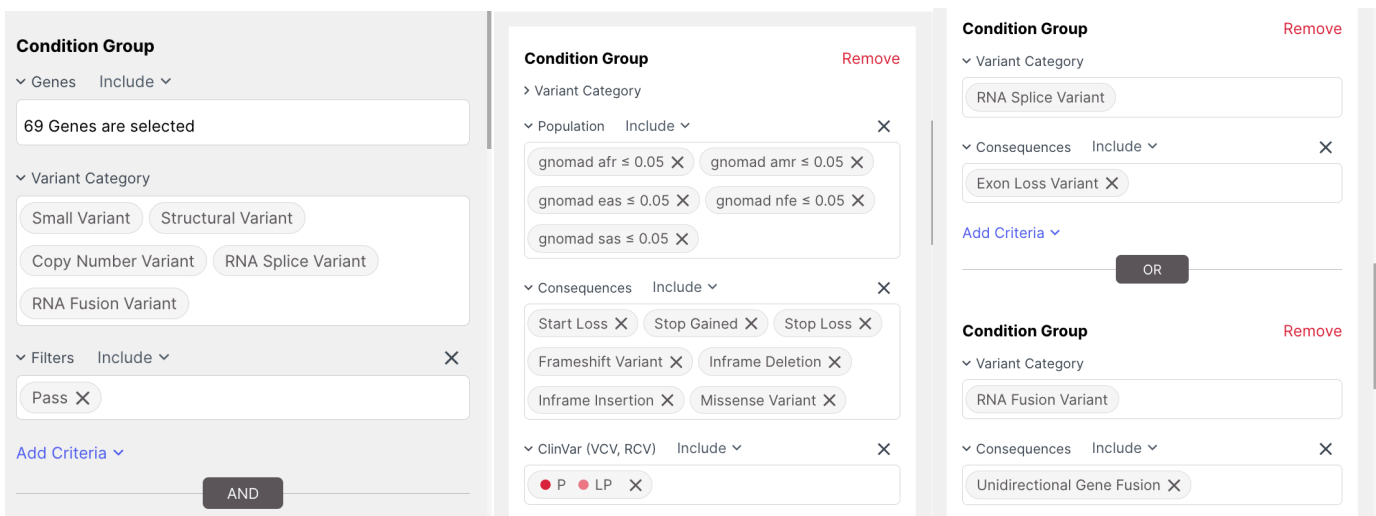 Condition Group
Genes Include
69 Genes are selected
Variant Category
Small Variant Structural Variant
Copy Number Variant RNA Splice Variant
RNA Fusion Variant
Filters Include
Pass
Add Criteria
AND
Condition Group Remove
Variant Category
Population Include
gnomad afr ≤ 0.05 gnomad amr ≤ 0.05
gnomad eas ≤ 0.05 gnomad nfe ≤ 0.05
gnomad sas ≤ 0.05
Consequences Include
Start Loss Stop Gained Stop Loss
Frameshift Variant Inframe Deletion
Inframe Insertion Missense Variant
ClinVar (VCV, RCV) Include
P LP
Condition Group Remove
Variant Category
RNA Splice Variant
Consequences Include
Exon Loss Variant
Add Criteria
OR
Condition Group Remove
Variant Category
RNA Fusion Variant
Consequences Include
Unidirectional Gene Fusion